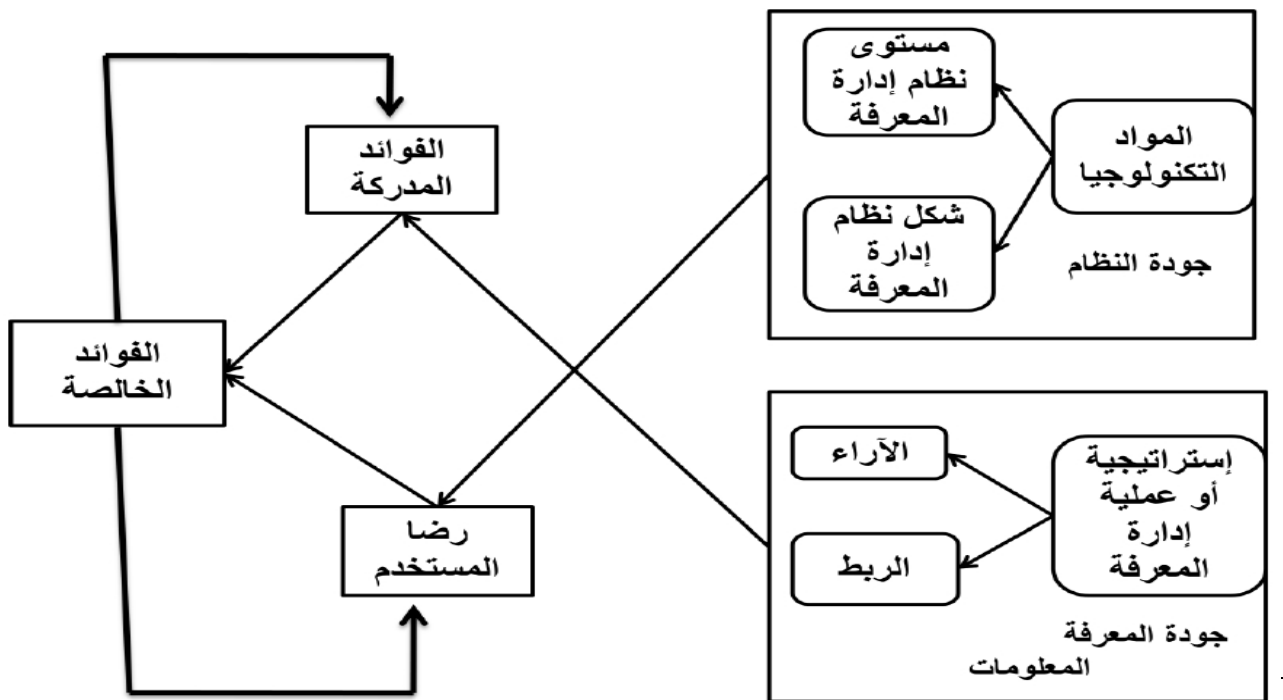 مستوى
نظام إدارة
المعرفة
المواد
التكنولوجيا
شكل نظام
إدارة
المعرفة
جودة النظام
الفوائد
المدركة
الفوائد
الخالصة
رضا
المستخدم
إستراتيجية
أو عملية
إدارة
المعرفة
الآراء
الربط
جودة المعرفة
المعلومات